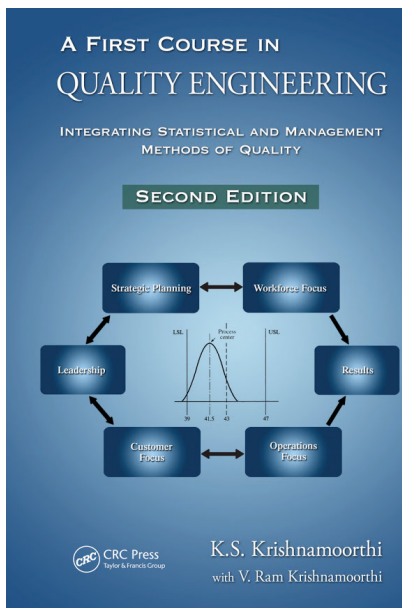 A First Course in
QUALITY ENGINEERING
Integrating Statistical and Management
Methods of Quality
Second Edition
Strategic Planning
Workforce Focus
LSL
Process
center
USL
Leadership
Results
39
41.5
43
47
Customer
Focus
Operations
Focus
CRC
CRC Press
Taylor & Francis Group
K.S. Krishnamoorthi
with V. Ram Krishnamoorthi